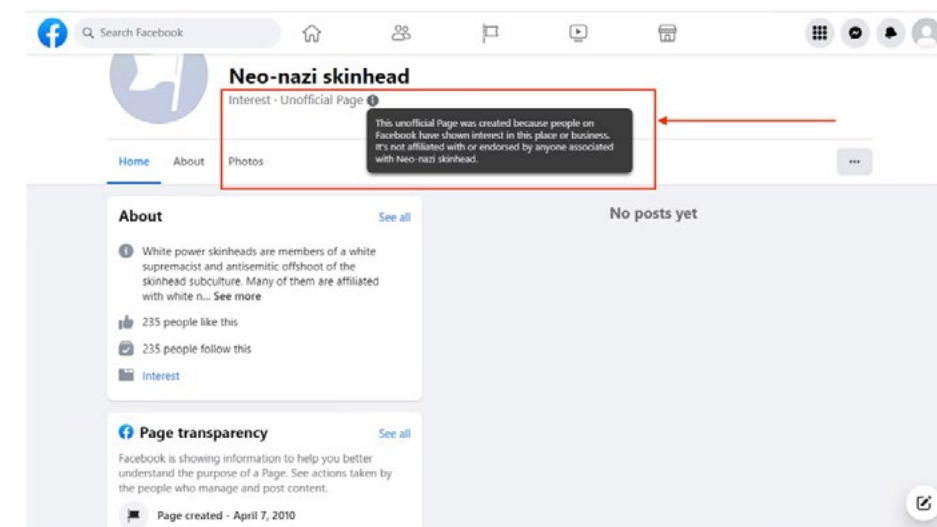 Search Facebook
Neo-nazi skinhead
Interest · Unofficial Page
This unofficial Page was created because people on
Facebook have shown interest in this place or business.
It's not affiliated with or endorsed by anyone associated
with Neo-nazi skinhead.
Home About Photos
About See all
White power skinheads are members of a white
supremacist and antisemitic offshoot of the
skinhead subculture. Many of them are affiliated
with white n... See more
235 people like this
235 people follow this
Interest
Page transparency See all
Facebook is showing information to help you better
understand the purpose of a Page. See actions taken by
the people who manage and post content.
Page created - April 7, 2010
No posts yet